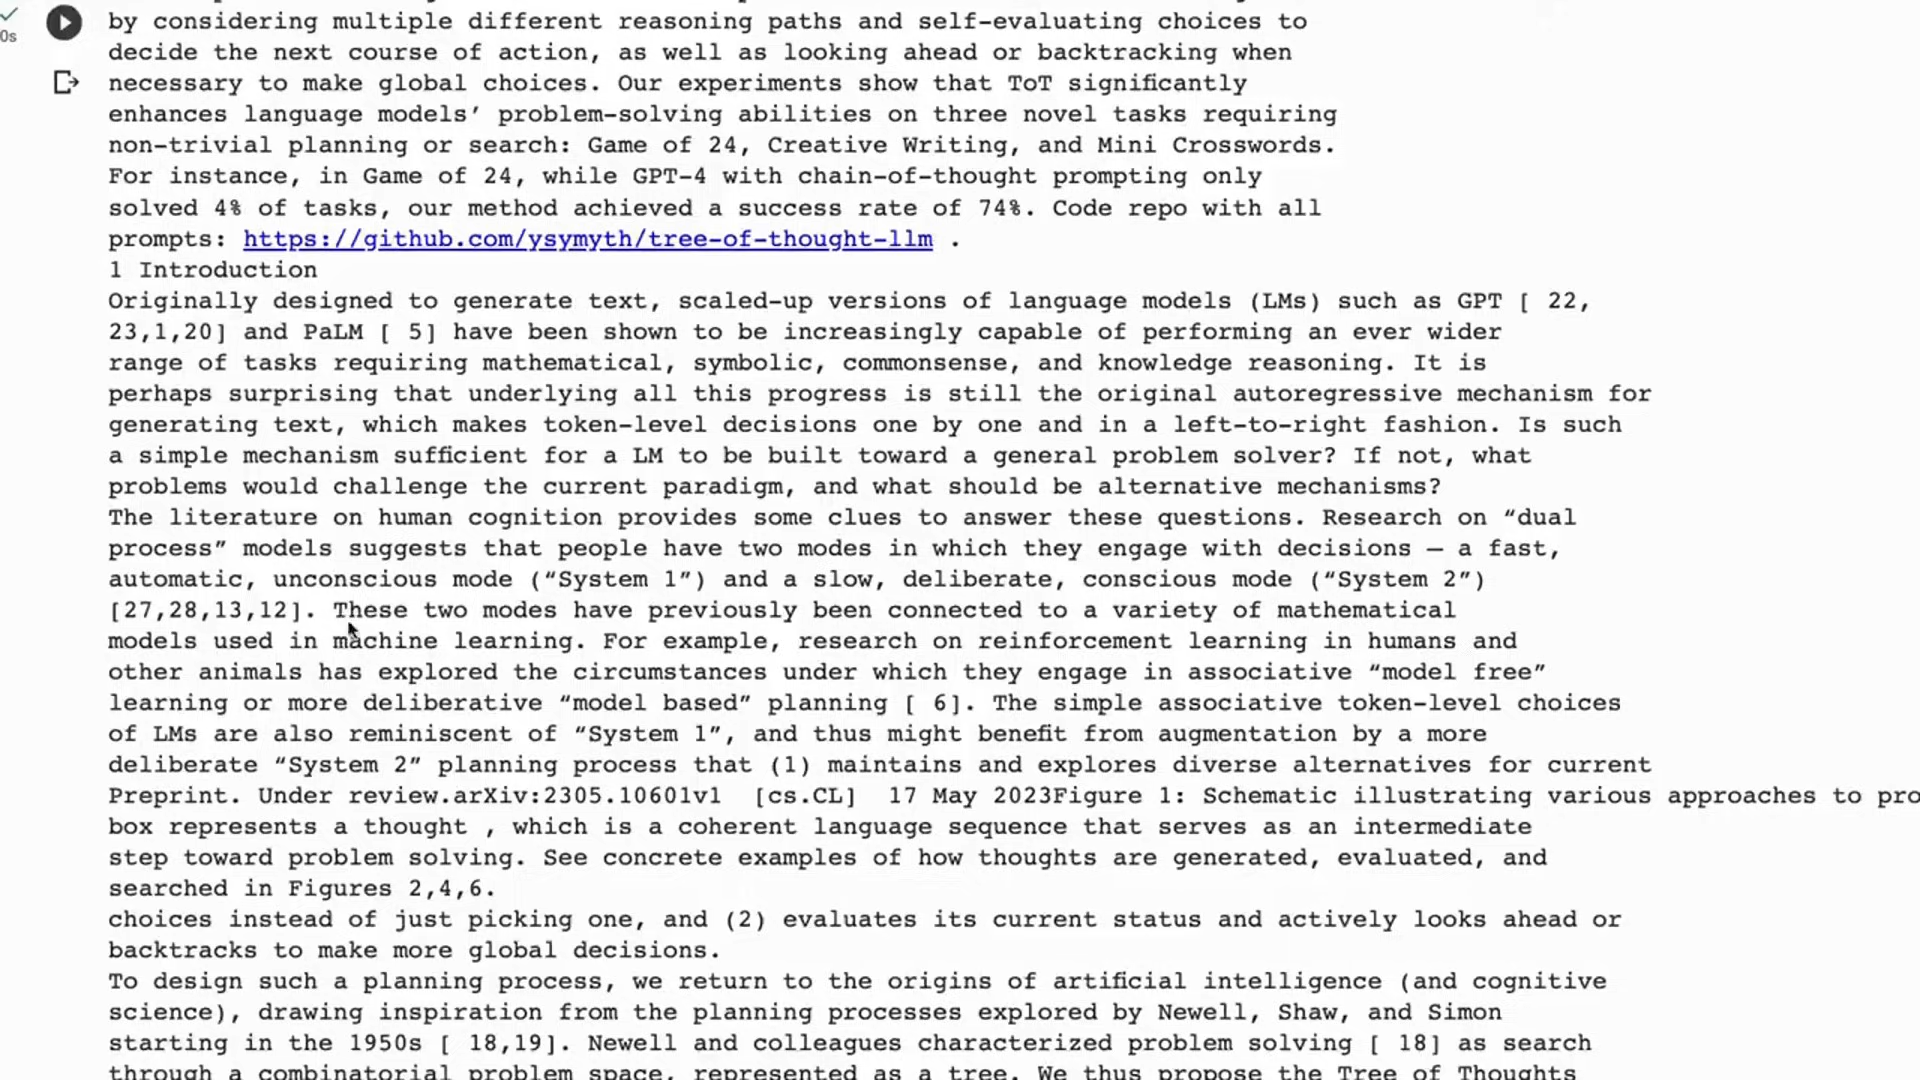 0s
by considering multiple different reasoning paths and self-evaluating choices to
decide the next course of action, as well as looking ahead or backtracking when
necessary to make global choices. Our experiments show that ToT significantly
enhances language models’ problem-solving abilities on three novel tasks requiring
non-trivial planning or search: Game of 24, Creative Writing, and Mini Crosswords.
For instance, in Game of 24, while GPT-4 with chain-of-thought prompting only
solved 4% of tasks, our method achieved a success rate of 74%. Code repo with all
prompts: https://github.com/ysymyth/tree-of-thought-llm .
1 Introduction
Originally designed to generate text, scaled-up versions of language models (LMs) such as GPT [ 22,
23,1,20] and PaLM [ 5] have been shown to be increasingly capable of performing an ever wider
range of tasks requiring mathematical, symbolic, commonsense, and knowledge reasoning. It is
perhaps surprising that underlying all this progress is still the original autoregressive mechanism for
generating text, which makes token-level decisions one by one and in a left-to-right fashion. Is such
a simple mechanism sufficient for a LM to be built toward a general problem solver? If not, what
problems would challenge the current paradigm, and what should be alternative mechanisms?
The literature on human cognition provides some clues to answer these questions. Research on “dual
process” models suggests that people have two modes in which they engage with decisions – a fast,
automatic, unconscious mode (“System 1”) and a slow, deliberate, conscious mode (“System 2”)
[27,28,13,12]. These two modes have previously been connected to a variety of mathematical
models used in machine learning. For example, research on reinforcement learning in humans and
other animals has explored the circumstances under which they engage in associative “model free”
learning or more deliberative “model based” planning [ 6]. The simple associative token-level choices
of LMs are also reminiscent of “System 1”, and thus might benefit from augmentation by a more
deliberate “System 2” planning process that (1) maintains and explores diverse alternatives for current
Preprint. Under review.arXiv:2305.10601v1  [cs.CL]  17 May 2023Figure 1: Schematic illustrating various approaches to pro
box represents a thought , which is a coherent language sequence that serves as an intermediate
step toward problem solving. See concrete examples of how thoughts are generated, evaluated, and
searched in Figures 2,4,6.
choices instead of just picking one, and (2) evaluates its current status and actively looks ahead or
backtracks to make more global decisions.
To design such a planning process, we return to the origins of artificial intelligence (and cognitive
science), drawing inspiration from the planning processes explored by Newell, Shaw, and Simon
starting in the 1950s [ 18,19]. Newell and colleagues characterized problem solving [ 18] as search
through a combinatorial problem space, represented as a tree. We thus propose the Tree of Thoughts